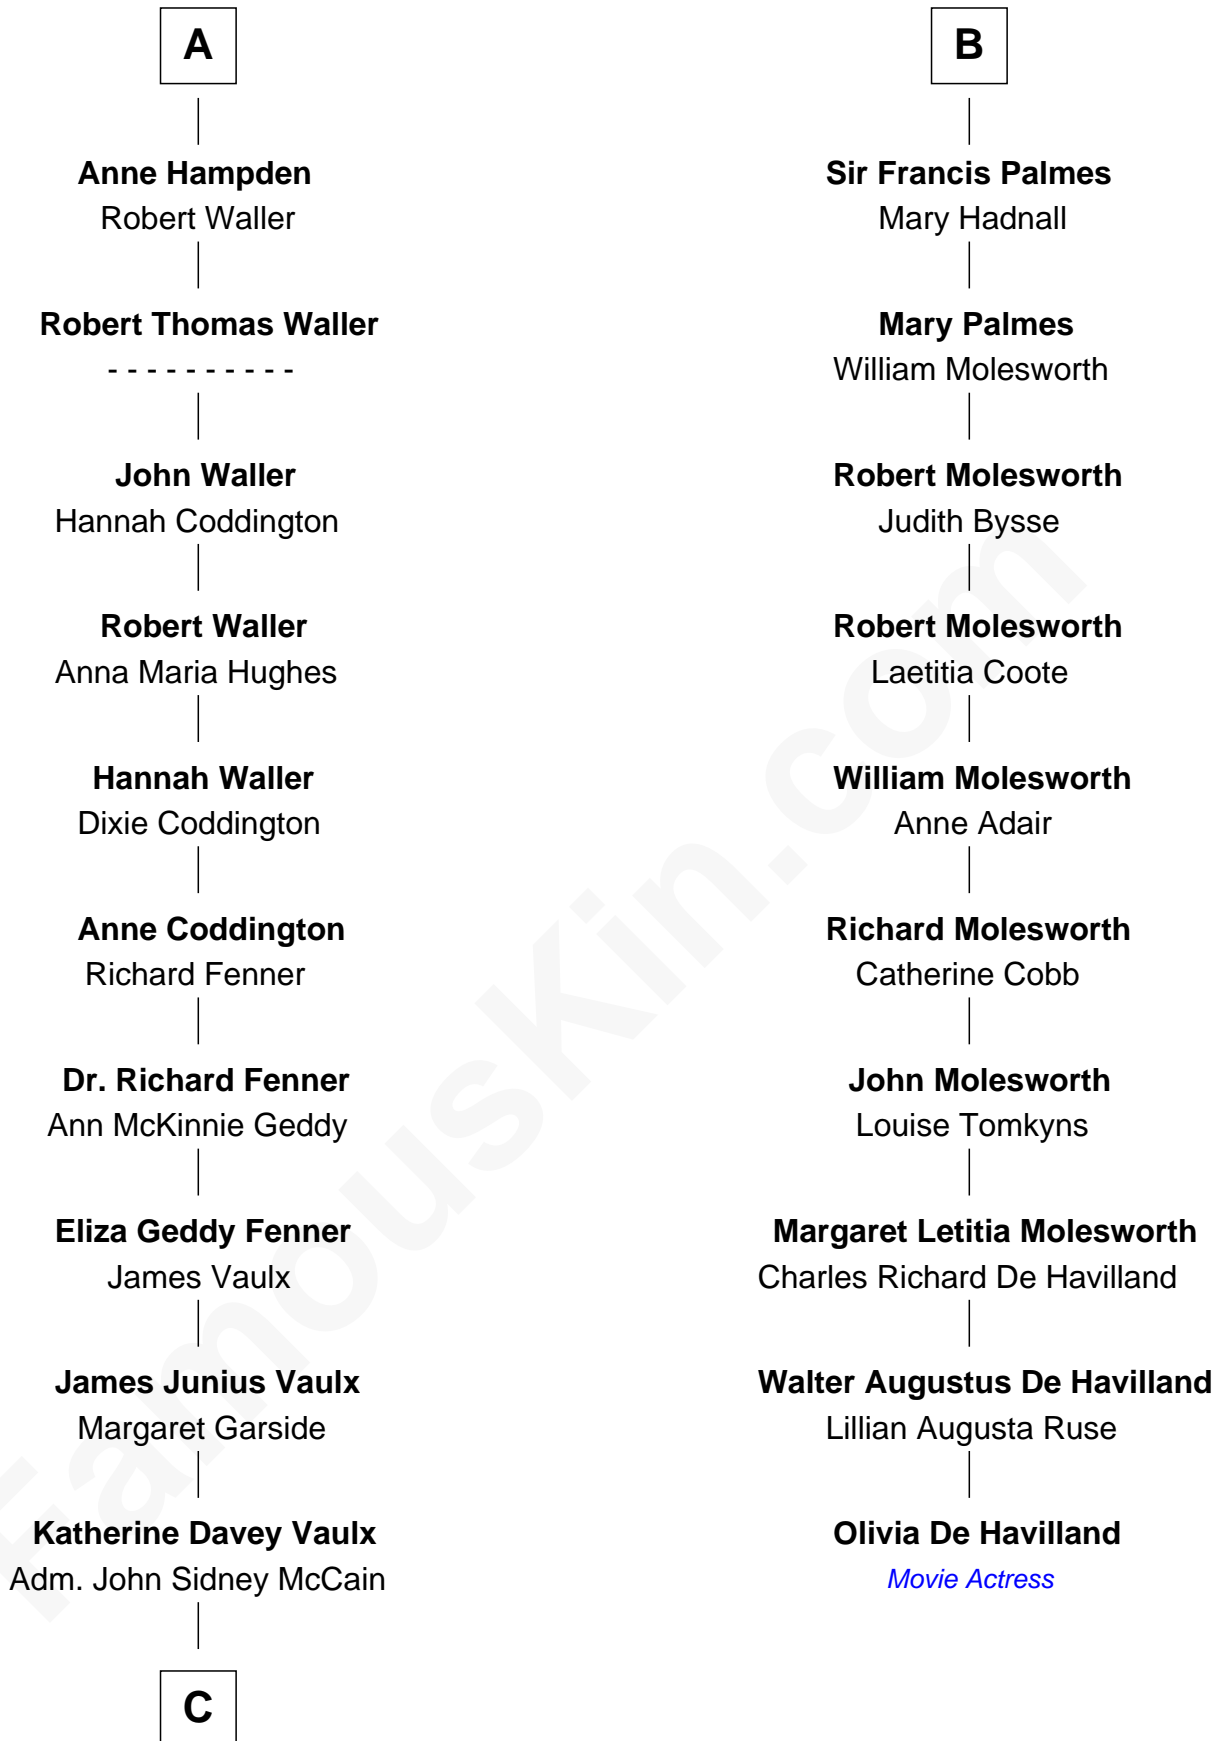 A
Anne Hampden
Robert Waller
Robert Thomas Waller
- - - - - - - - - -
John Waller
Hannah Coddington
Robert Waller
Anna Maria Hughes
Hannah Waller
Dixie Coddington
Anne Coddington
Richard Fenner
Dr. Richard Fenner
Ann McKinnie Geddy
Eliza Geddy Fenner
James Vaulx
James Junius Vaulx
Margaret Garside
Katherine Davey Vaulx
Adm. John Sidney McCain
C
B
Sir Francis Palmes
Mary Hadnall
Mary Palmes
William Molesworth
Robert Molesworth
Judith Bysse
Robert Molesworth
Laetitia Coote
William Molesworth
Anne Adair
Richard Molesworth
Catherine Cobb
John Molesworth
Louise Tomkyns
Margaret Letitia Molesworth
Charles Richard De Havilland
Walter Augustus De Havilland
Lillian Augusta Ruse
Olivia De Havilland
Movie Actress
FamousKin.com